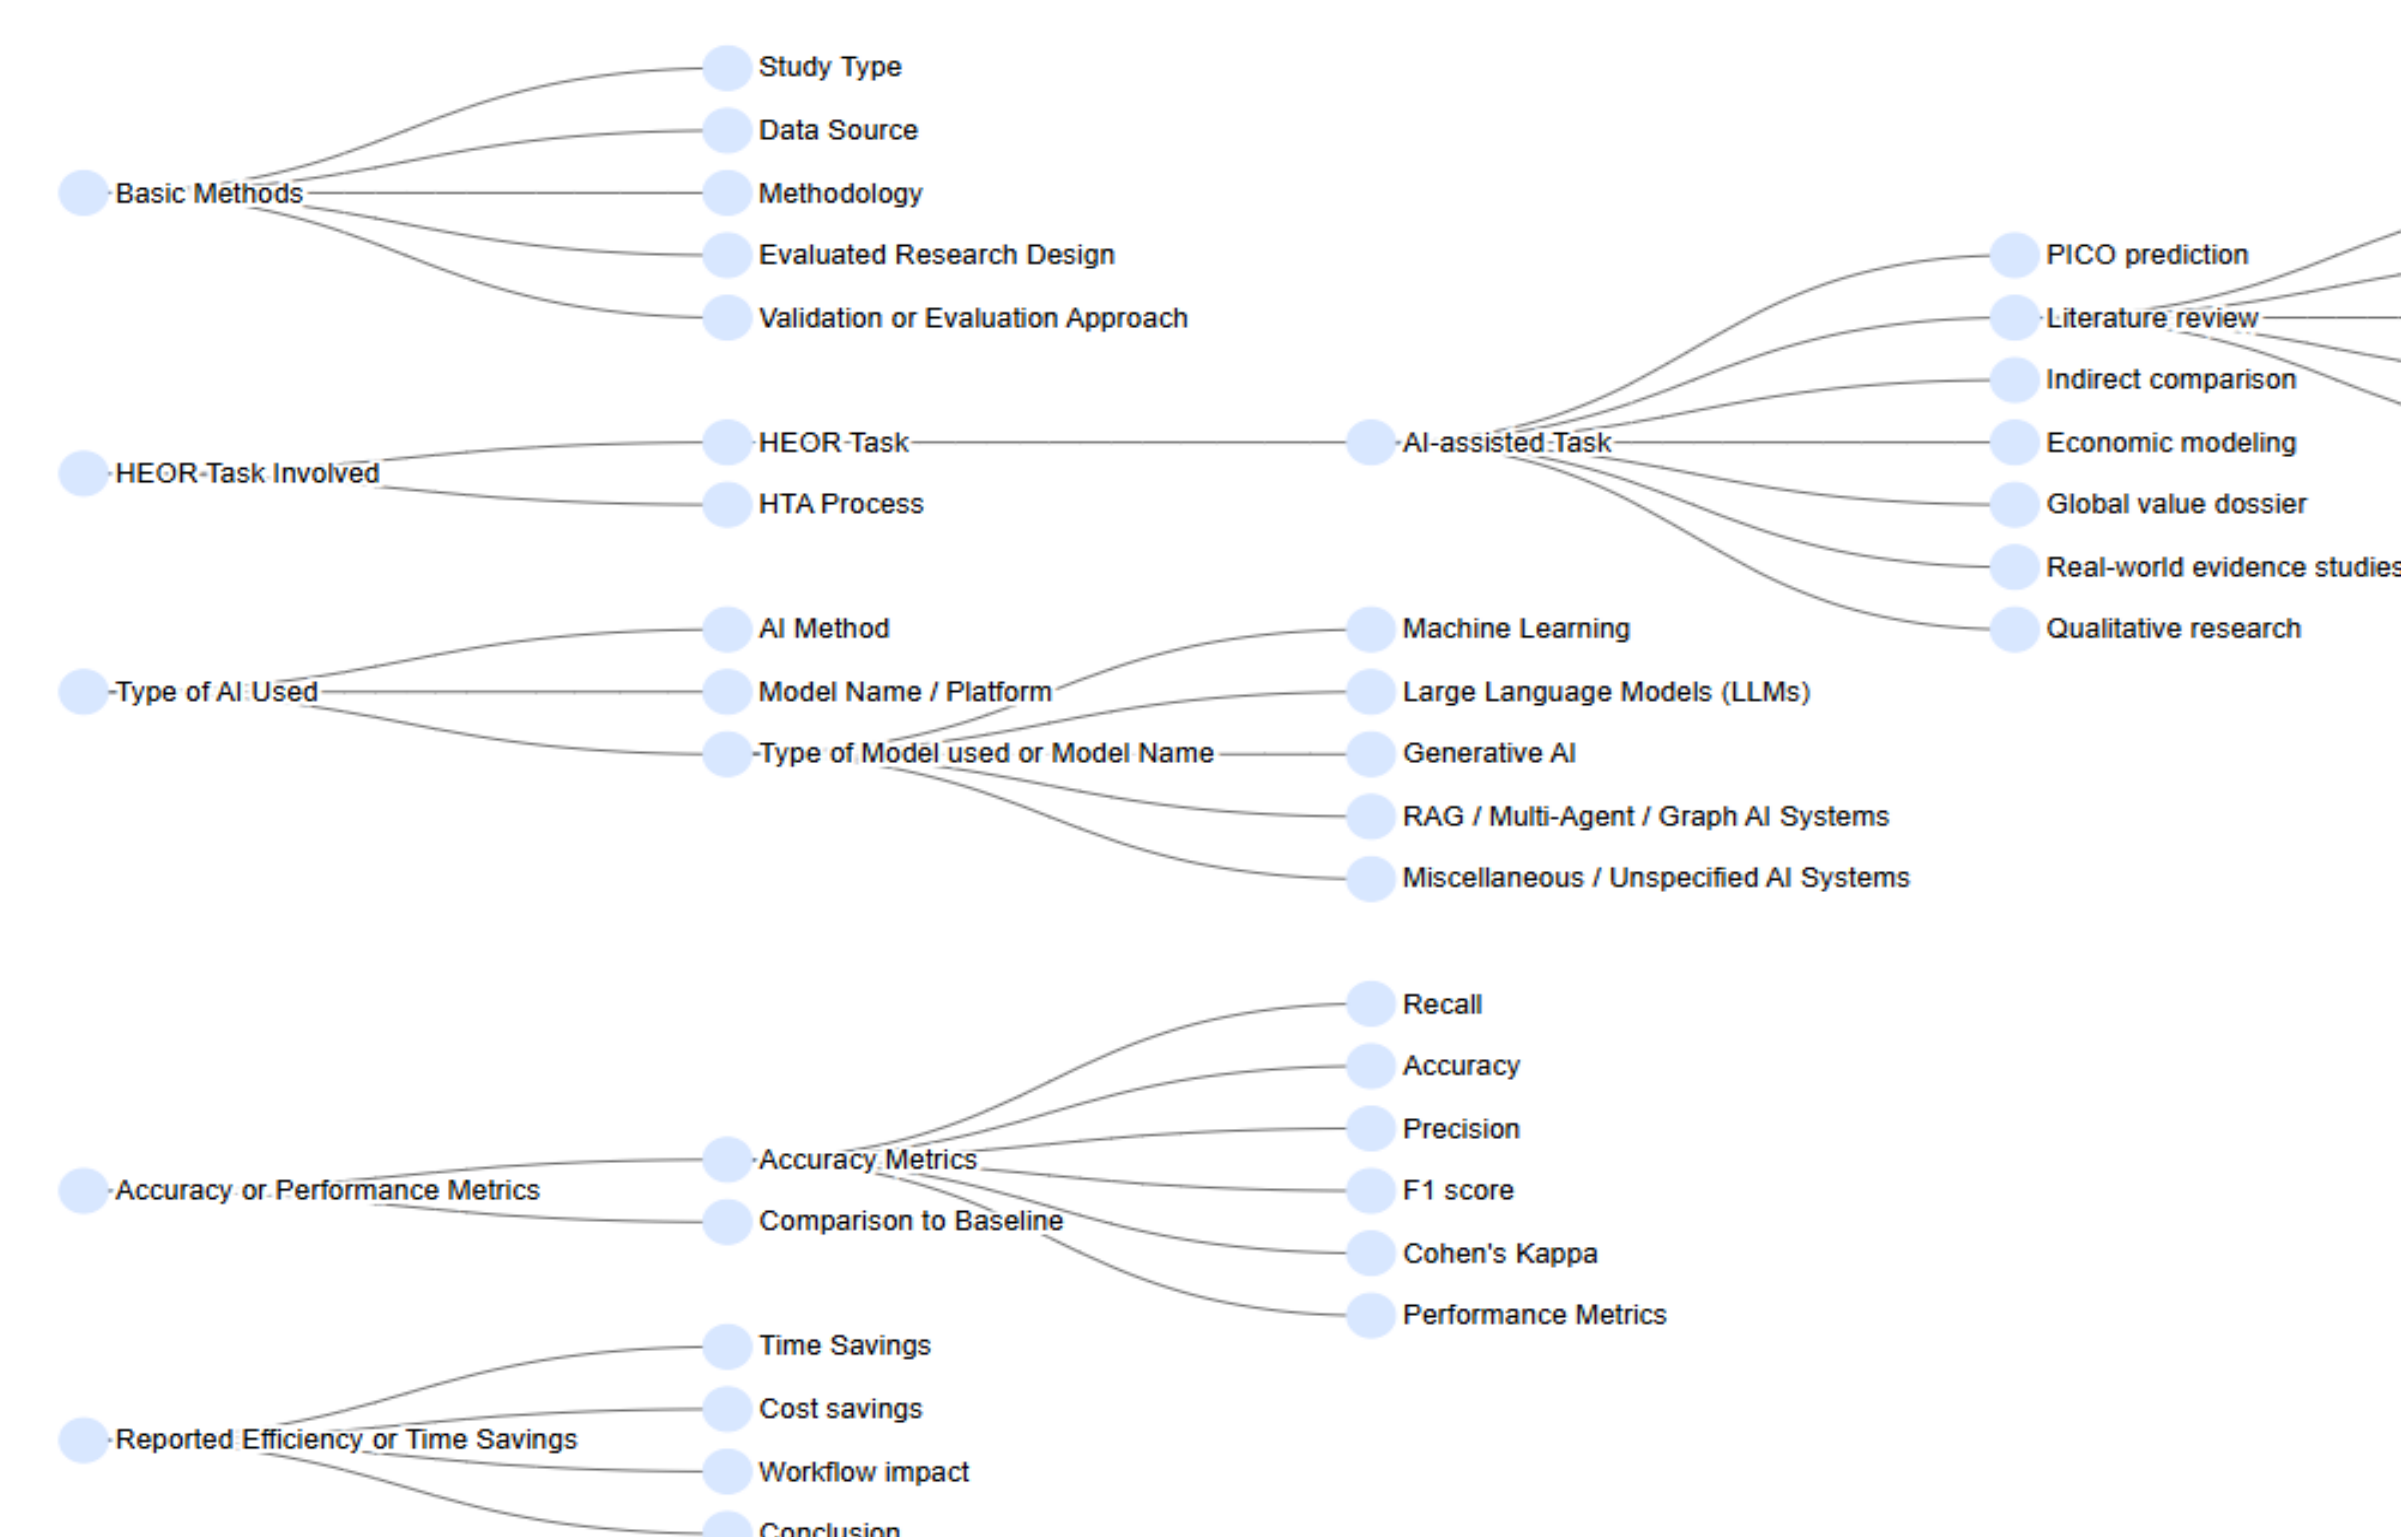 Basic Methods
Study Type
Data Source
Methodology
Evaluated Research Design
Validation or Evaluation Approach
HEOR Task Involved
HEOR Task
HTA Process
AI-assisted Task
PICO prediction
Literature review
Indirect comparison
Economic modeling
Global value dossier
Real-world evidence studies
Qualitative research
Type of AI Used
AI Method
Model Name / Platform
Type of Model used or Model Name
Machine Learning
Large Language Models (LLMs)
Generative AI
RAG / Multi-Agent / Graph AI Systems
Miscellaneous / Unspecified AI Systems
Accuracy or Performance Metrics
Accuracy Metrics
Comparison to Baseline
Recall
Accuracy
Precision
F1 score
Cohen's Kappa
Performance Metrics
Reported Efficiency or Time Savings
Time Savings
Cost savings
Workflow impact
Conclusion